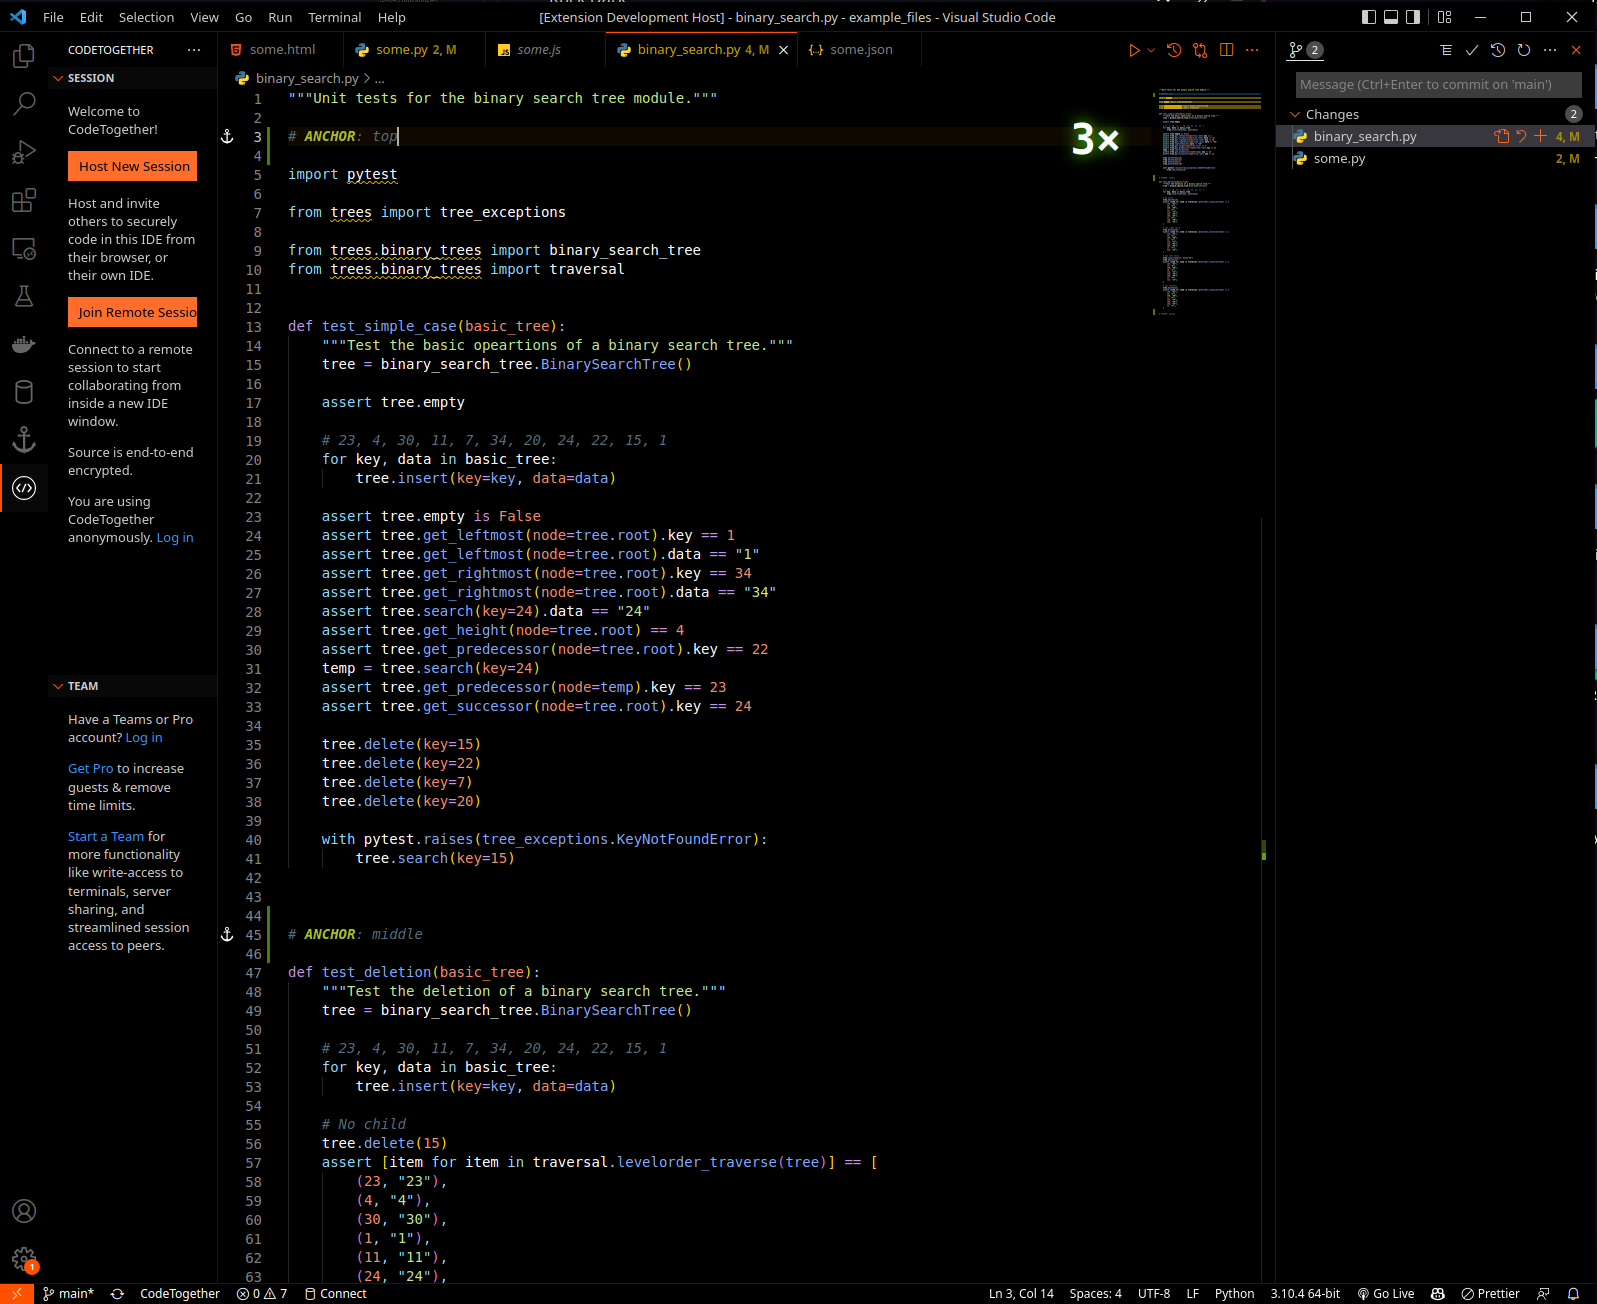 File Edit Selection View Go Run Terminal Help
[Extension Development Host] - binary_search.py - example_files - Visual Studio Code
CODETOGETHER
SESSION
Welcome to
CodeTogether!
Host New Session
Host and invite
others to securely
code in this IDE from
their browser, or
their own IDE.
Join Remote Sessio
Connect to a remote
session to start
collaborating from
inside a new IDE
window.
Source is end-to-end
encrypted.
You are using
CodeTogether
anonymously. Log in
TEAM
Have a Teams or Pro
account? Log in
Get Pro to increase
guests & remove
time limits.
Start a Team for
more functionality
like write-access to
terminals, server
sharing, and
streamlined session
access to peers.
1
some.html
some.py 2, M
some.js
binary_search.py 4, M
some.json
binary_search.py > ...
3×
1 """Unit tests for the binary search tree module."""
2
3 # ANCHOR: top
4
5 import pytest
6
7 from trees import tree_exceptions
8
9 from trees.binary_trees import binary_search_tree
10 from trees.binary_trees import traversal
11
12
13 def test_simple_case(basic_tree):
14 """Test the basic opeartions of a binary search tree."""
15 tree = binary_search_tree.BinarySearchTree()
16
17 assert tree.empty
18
19 # 23, 4, 30, 11, 7, 34, 20, 24, 22, 15, 1
20 for key, data in basic_tree:
21 tree.insert(key=key, data=data)
22
23 assert tree.empty is False
24 assert tree.get_leftmost(node=tree.root).key == 1
25 assert tree.get_leftmost(node=tree.root).data == "1"
26 assert tree.get_rightmost(node=tree.root).key == 34
27 assert tree.get_rightmost(node=tree.root).data == "34"
28 assert tree.search(key=24).data == "24"
29 assert tree.get_height(node=tree.root) == 4
30 assert tree.get_predecessor(node=tree.root).key == 22
31 temp = tree.search(key=24)
32 assert tree.get_predecessor(node=temp).key == 23
33 assert tree.get_successor(node=tree.root).key == 24
34
35 tree.delete(key=15)
36 tree.delete(key=22)
37 tree.delete(key=7)
38 tree.delete(key=20)
39
40 with pytest.raises(tree_exceptions.KeyNotFoundError):
41 tree.search(key=15)
42
43
44
45 # ANCHOR: middle
46
47 def test_deletion(basic_tree):
48 """Test the deletion of a binary search tree."""
49 tree = binary_search_tree.BinarySearchTree()
50
51 # 23, 4, 30, 11, 7, 34, 20, 24, 22, 15, 1
52 for key, data in basic_tree:
53 tree.insert(key=key, data=data)
54
55 # No child
56 tree.delete(15)
57 assert [item for item in traversal.levelorder_traverse(tree)] == [
58 (23, "23"),
59 (4, "4"),
60 (30, "30"),
61 (1, "1"),
62 (11, "11"),
63 (24, "24"),
2
Message (Ctrl+Enter to commit on 'main')
Changes 2
binary_search.py 4, M
some.py 2, M
main* CodeTogether 0 7 Connect
Ln 3, Col 14 Spaces: 4 UTF-8 LF Python 3.10.4 64-bit Go Live Prettier